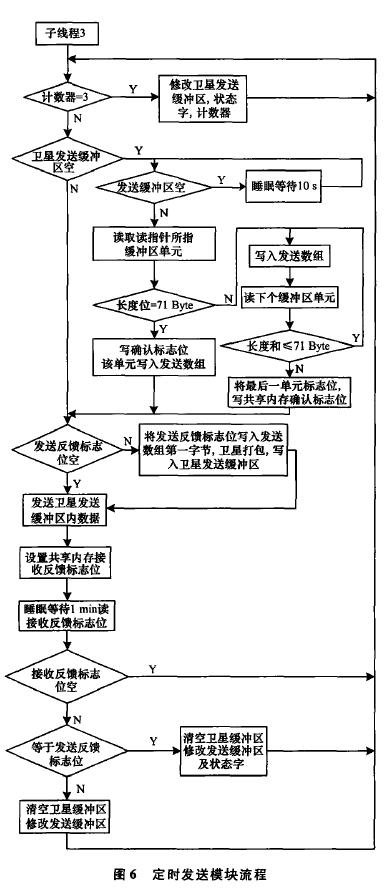 子线程3
计数器=3
Y
修改卫星发送
缓冲区, 状态
字, 计数器
N
卫星发送缓冲
区空
Y
N
发送缓冲区空
Y
睡眠等待10 s
N
读取读指针所指
缓冲区单元
写入发送数组
读下个缓冲区单元
长度位=71 Byte
N
Y
长度和≤71 Byte
Y
N
写确认标志位
该单元写入发送数组
将最后一单元标志位,
写共享内存确认标志位
发送反馈标志
位空
N
将发送反馈标志位写入发送
数组第一字节, 卫星打包, 写
入卫星发送缓冲区
Y
发送卫星发送
缓冲区内数据
设置共享内存接
收反馈标志位
睡眠等待1 min读
接收反馈标志位
接收反馈标志
位空
Y
N
等于发送反馈
标志位
Y
清空卫星缓冲区
修改发送缓冲区
及状态字
N
清空卫星缓冲区
修改发送缓冲区
图6 定时发送模块流程